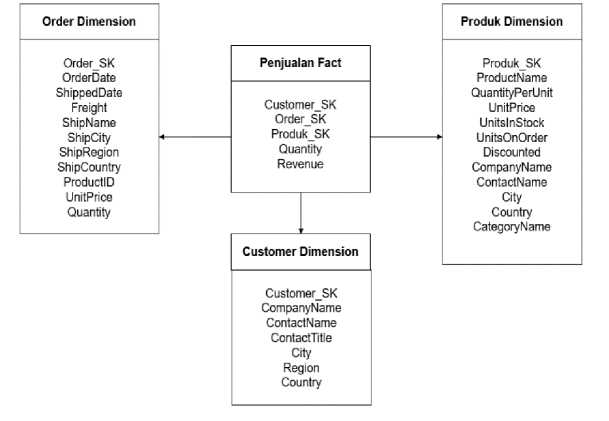 Order Dimension
Order_SK
OrderDate
ShippedDate
Freight
ShipName
ShipCity
ShipRegion
ShipCountry
ProductID
UnitPrice
Quantity
Penjualan Fact
Customer_SK
Order_SK
Produk_SK
Quantity
Revenue
Produk Dimension
Produk_SK
ProductName
QuantityPerUnit
UnitPrice
UnitsInStock
UnitsOnOrder
Discounted
CompanyName
ContactName
City
Country
CategoryName
Customer Dimension
Customer_SK
CompanyName
ContactName
ContactTitle
City
Region
Country